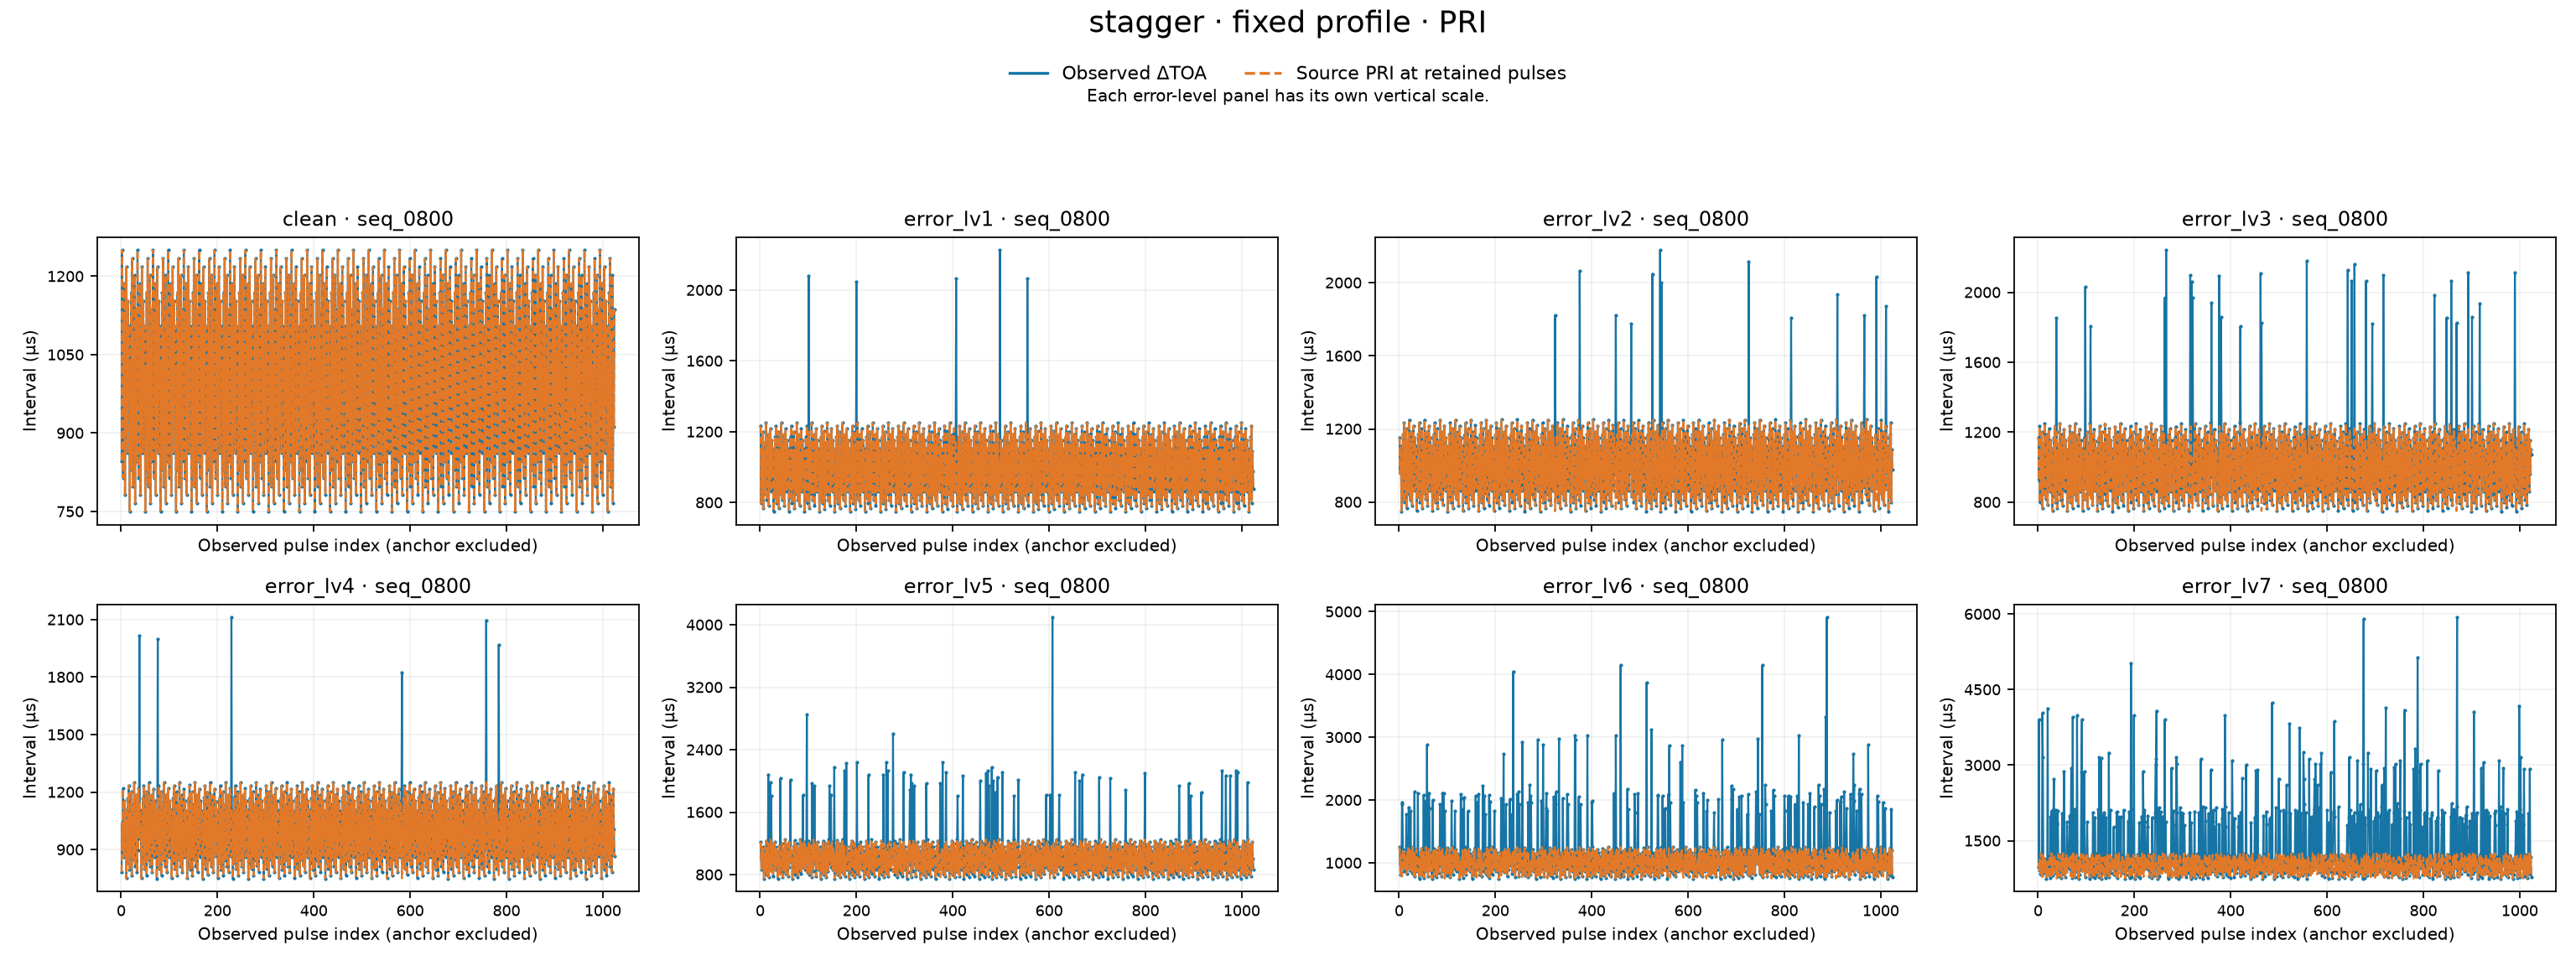 stagger · fixed profile · PRI
Observed ΔTOA
Source PRI at retained pulses
Each error-level panel has its own vertical scale.
clean · seq_0800
1200
1050
900
750
Interval (µs)
Observed pulse index (anchor excluded)
error_lv1 · seq_0800
2000
1600
1200
800
Interval (µs)
Observed pulse index (anchor excluded)
error_lv2 · seq_0800
2000
1600
1200
800
Interval (µs)
Observed pulse index (anchor excluded)
error_lv3 · seq_0800
2000
1600
1200
800
Interval (µs)
Observed pulse index (anchor excluded)
error_lv4 · seq_0800
2100
1800
1500
1200
900
Interval (µs)
0 200 400 600 800 1000
Observed pulse index (anchor excluded)
error_lv5 · seq_0800
4000
3200
2400
1600
800
Interval (µs)
0 200 400 600 800 1000
Observed pulse index (anchor excluded)
error_lv6 · seq_0800
5000
4000
3000
2000
1000
Interval (µs)
0 200 400 600 800 1000
Observed pulse index (anchor excluded)
error_lv7 · seq_0800
6000
4500
3000
1500
Interval (µs)
0 200 400 600 800 1000
Observed pulse index (anchor excluded)